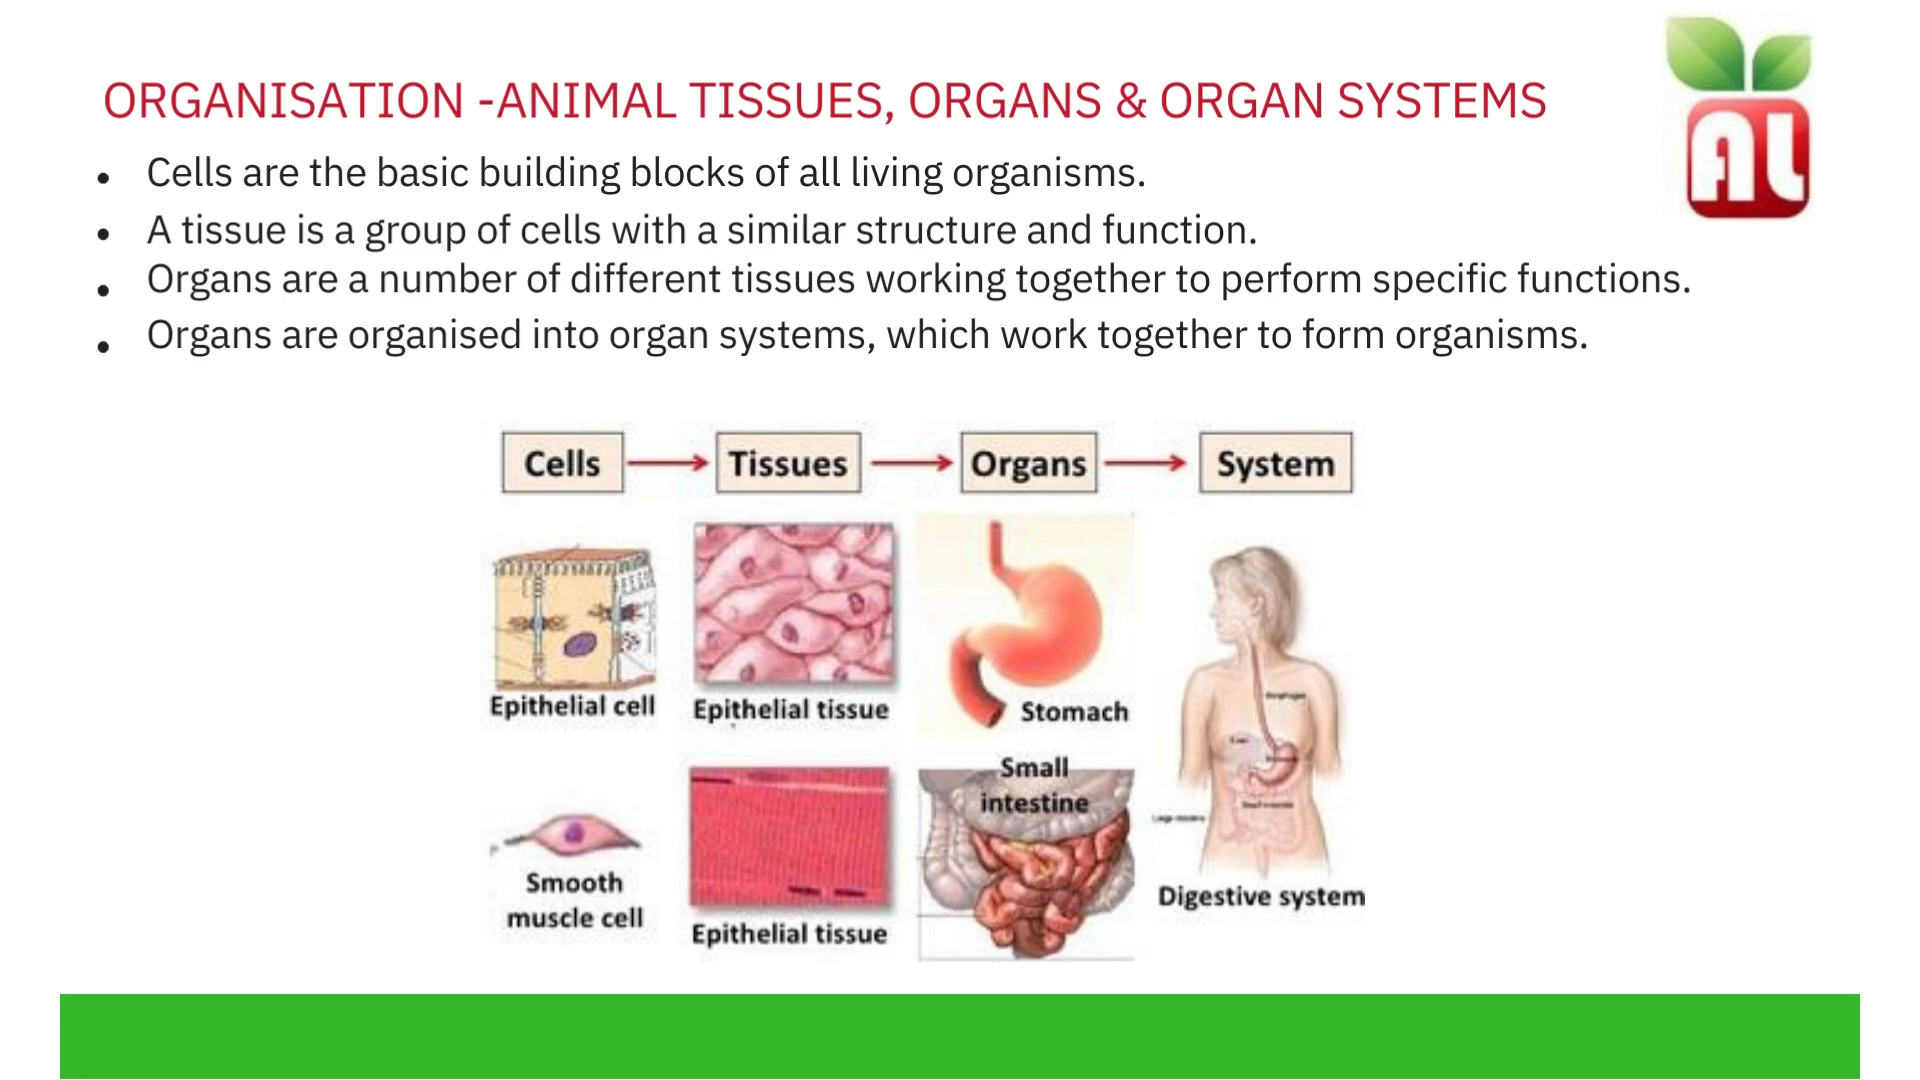 ORGANISATION -ANIMAL TISSUES, ORGANS & ORGAN SYSTEMS
AL
• Cells are the basic building blocks of all living organisms.
• A tissue is a group of cells with a similar structure and function.
• Organs are a number of different tissues working together to perform specific functions.
• Organs are organised into organ systems, which work together to form organisms.
Cells
Tissues
Organs
System
Epithelial cell
Epithelial tissue
Stomach
Smooth
muscle cell
Epithelial tissue
Small
intestine
Digestive system